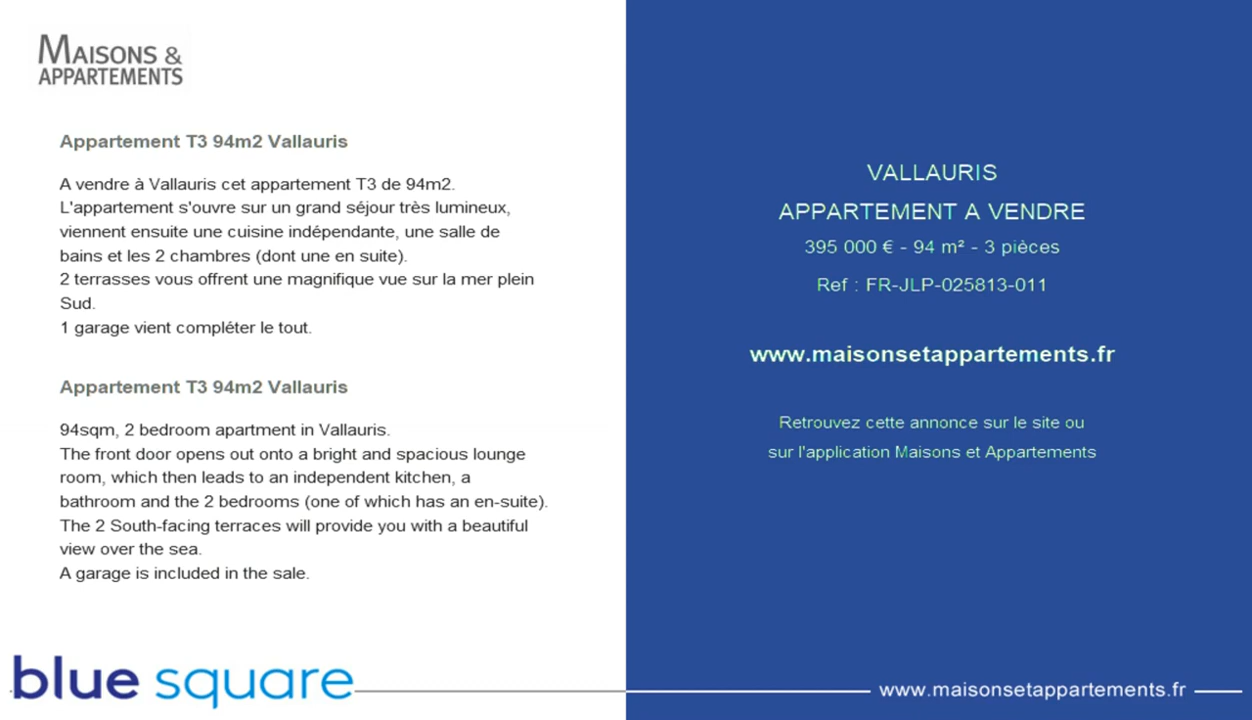 MAISONS &
APPARTEMENTS
Appartement T3 94m2 Vallauris
A vendre à Vallauris cet appartement T3 de 94m2.
L'appartement s'ouvre sur un grand séjour très lumineux,
viennent ensuite une cuisine indépendante, une salle de
bains et les 2 chambres (dont une en suite).
2 terrasses vous offrent une magnifique vue sur la mer plein
Sud.
1 garage vient compléter le tout.
Appartement T3 94m2 Vallauris
94sqm, 2 bedroom apartment in Vallauris.
The front door opens out onto a bright and spacious lounge
room, which then leads to an independent kitchen, a
bathroom and the 2 bedrooms (one of which has an en-suite).
The 2 South-facing terraces will provide you with a beautiful
view over the sea.
A garage is included in the sale.
blue square
VALLAURIS
APPARTEMENT A VENDRE
395 000 € - 94 m² - 3 pièces
Ref : FR-JLP-025813-011
www.maisonsetappartements.fr
Retrouvez cette annonce sur le site ou
sur l'application Maisons et Appartements
www.maisonsetappartements.fr